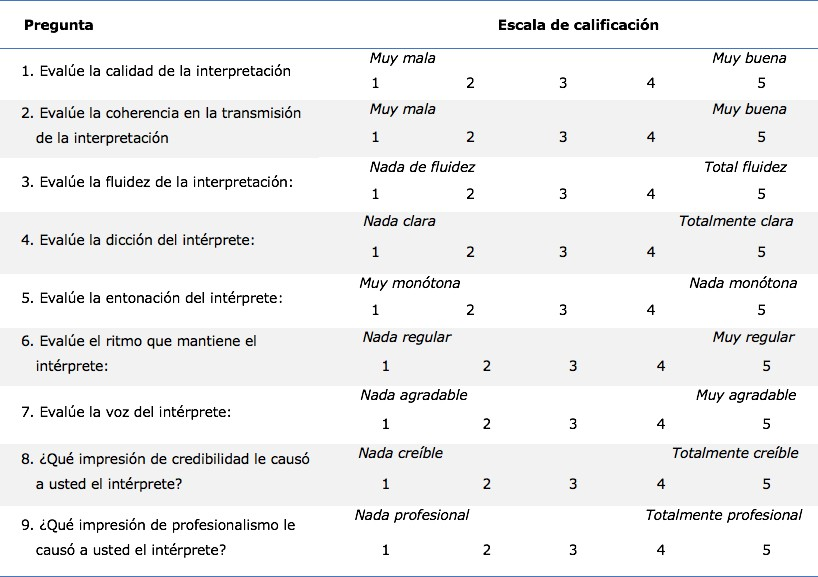 Pregunta Escala de calificación
Muy mala Muy buena
1. Evalúe la calidad de la interpretación
1 2 3 4 5
2. Evalúe la coherencia en la transmisión Muy mala Muy buena
de la interpretación 1 2 3 4 5
Nada de fluidez Total fluidez
3. Evalúe la fluidez de la interpretación:
1 2 3 4 5
Nada clara Totalmente clara
4. Evalúe la dicción del intérprete:
1 2 3 4 5
Muy monótona Nada monótona
5. Evalúe la entonación del intérprete:
1 2 3 4 5
6. Evalúe el ritmo que mantiene el Nada regular Muy regular
intérprete: 1 2 3 4 5
Nada agradable Muy agradable
7. Evalúe la voz del intérprete:
1 2 3 4 5
8. ¿Qué impresión de credibilidad le causó Nada creíble Totalmente creíble
a usted el intérprete? 1 2 3 4 5
Nada profesional Totalmente profesional
9. ¿Qué impresión de profesionalismo le
causó a usted el intérprete? 1 2 3 4 5